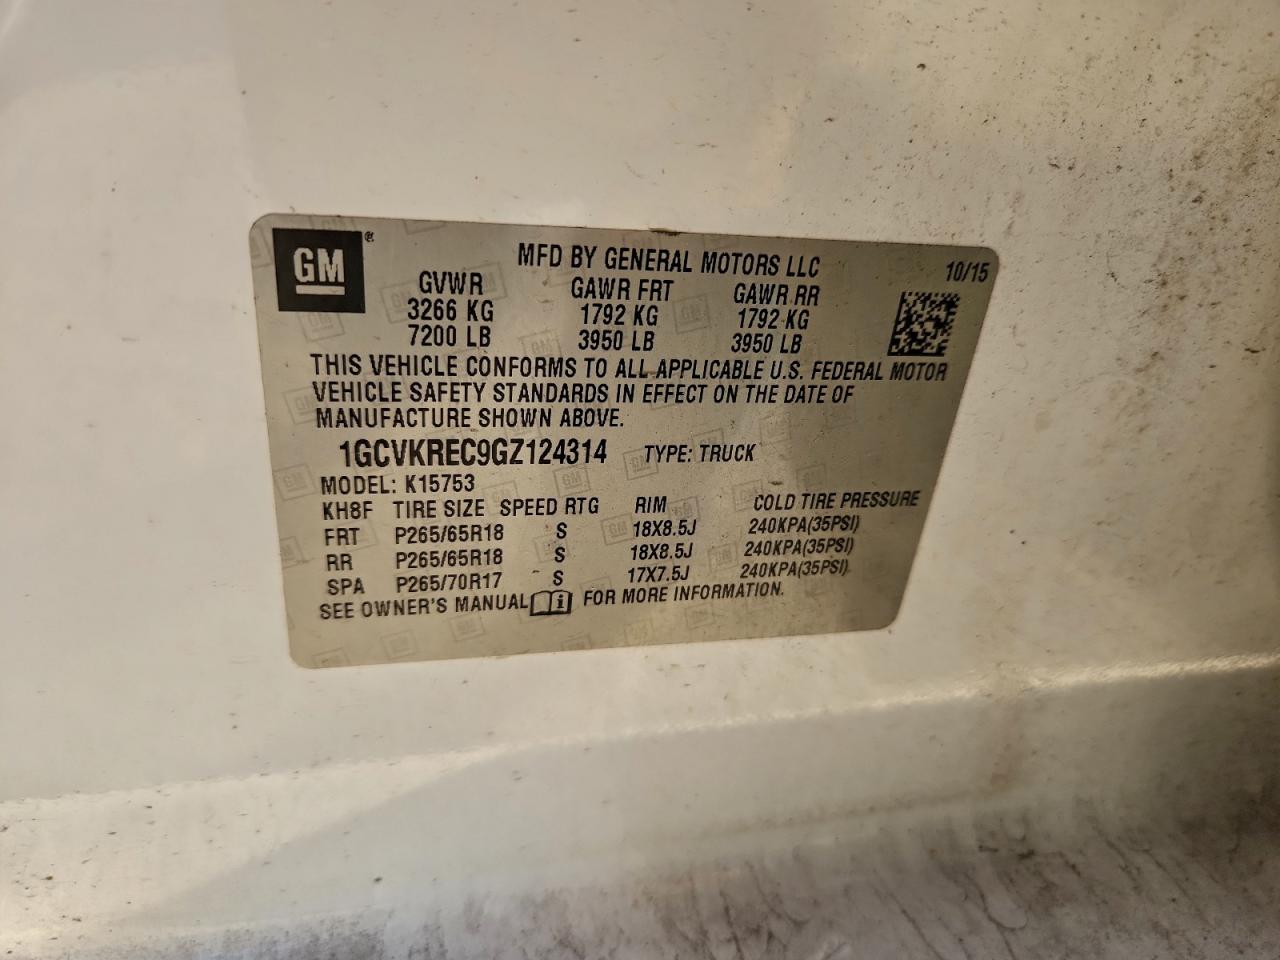 GM ®
MFD BY GENERAL MOTORS LLC 10/15
GVWR GAWR FRT GAWR RR
3266 KG 1792 KG 1792 KG
7200 LB 3950 LB 3950 LB
THIS VEHICLE CONFORMS TO ALL APPLICABLE U.S. FEDERAL MOTOR
VEHICLE SAFETY STANDARDS IN EFFECT ON THE DATE OF
MANUFACTURE SHOWN ABOVE.
1GCVKREC9GZ124314 TYPE: TRUCK
MODEL: K15753
KH8F TIRE SIZE SPEED RTG RIM COLD TIRE PRESSURE
FRT P265/65R18 S 18X8.5J 240KPA(35PSI)
RR P265/65R18 S 18X8.5J 240KPA(35PSI)
SPA P265/70R17 S 17X7.5J 240KPA(35PSI)
SEE OWNER'S MANUAL i FOR MORE INFORMATION.